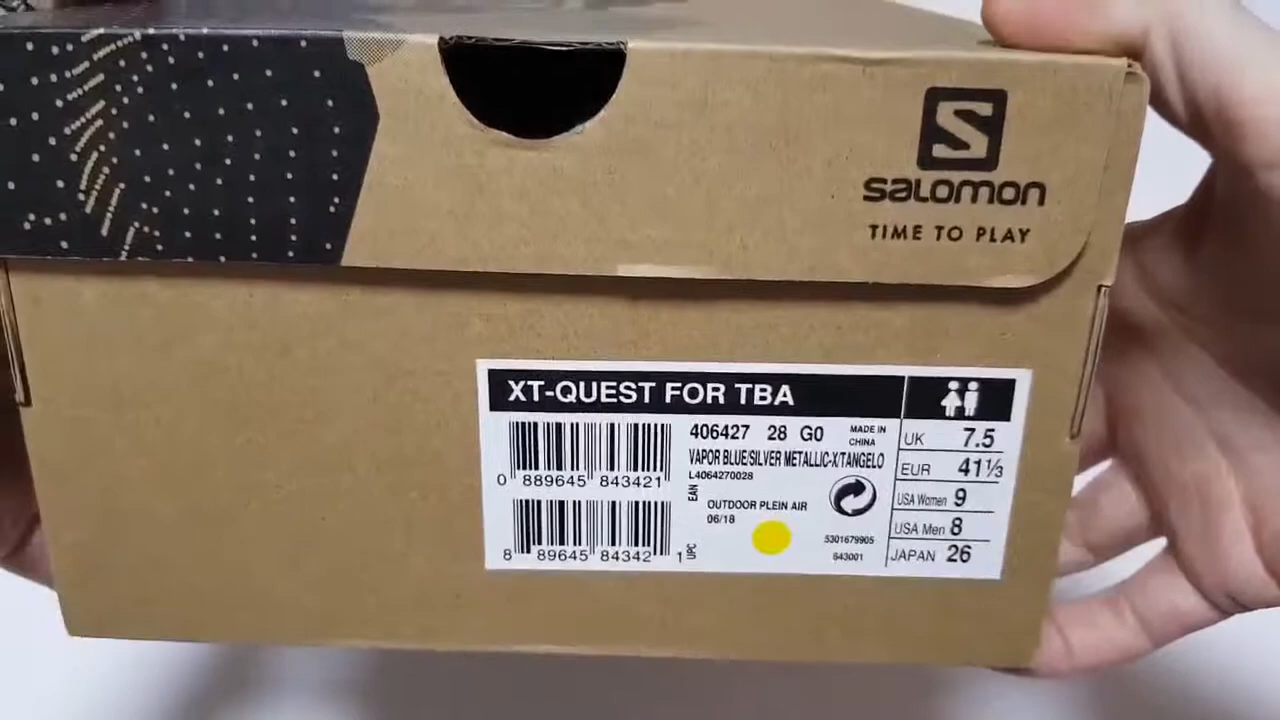 S
salomon
TIME TO PLAY
XT-QUEST FOR TBA
406427 28 G0
MADE IN
CHINA
VAPOR BLUE/SILVER METALLIC-X/TANGELO
L4064270028
0 889645 843421
EAN
OUTDOOR PLEIN AIR
06/18
8 89645 84342 1
UPC
5301679905
643001
UK 7.5
EUR 41⅓
USA Women 9
USA Men 8
JAPAN 26